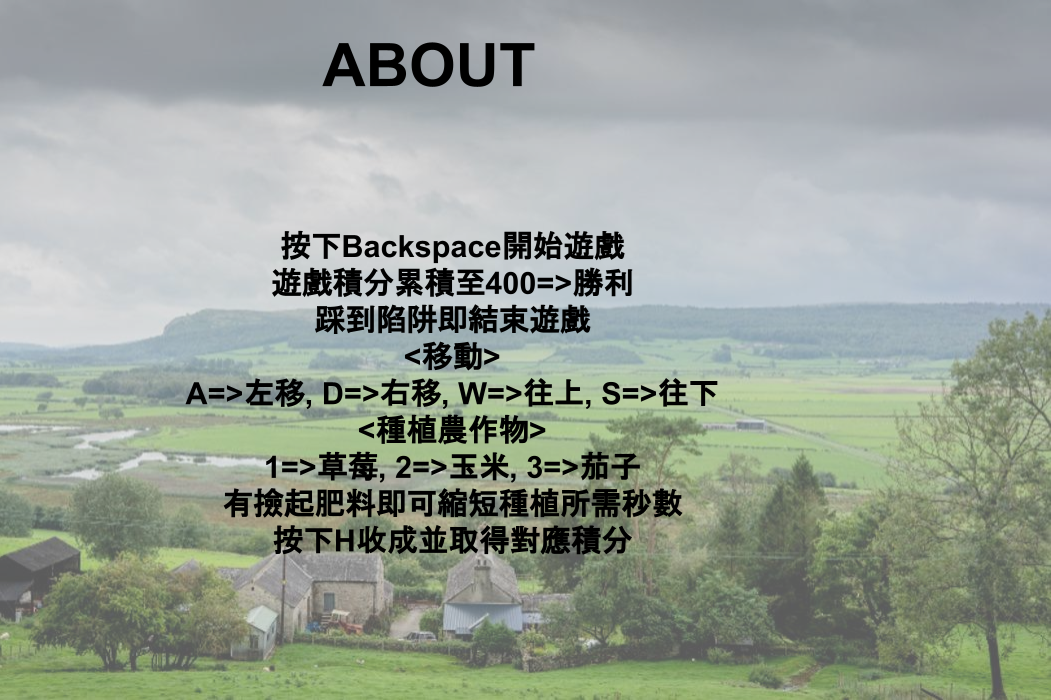 ABOUT
按下Backspace開始遊戲
遊戲積分累積至400=>勝利
踩到陷阱即結束遊戲
<移動>
A=>左移, D=>右移, W=>往上, S=>往下
<種植農作物>
1=>草莓, 2=>玉米, 3=>茄子
有撿起肥料即可縮短種植所需秒數
按下H收成並取得對應積分